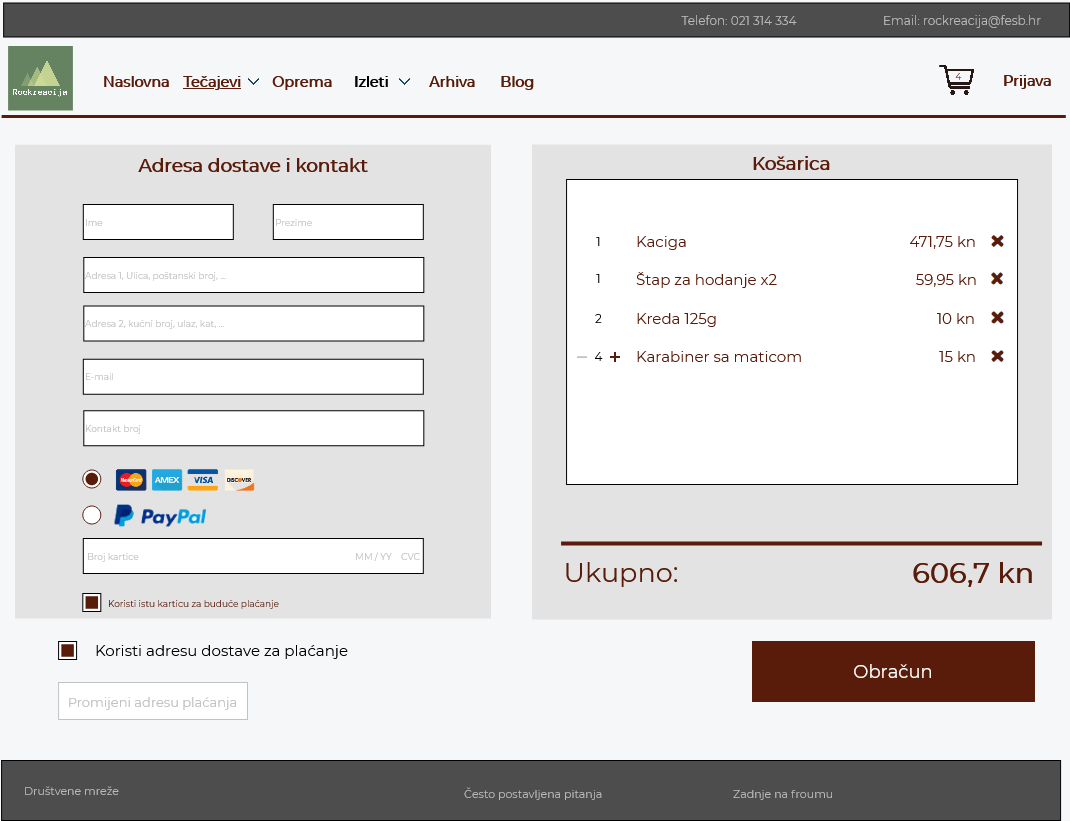 Telefon: 021 314 334
Email: rockreacija@fesb.hr
Rockreacija
Naslovna Tečajevi Oprema Izleti Arhiva Blog
4
Prijava
Adresa dostave i kontakt
Ime
Prezime
Adresa 1, Ulica, poštanski broj, ...
Adresa 2, kućni broj, ulaz, kat, ...
E-mail
Kontakt broj
MasterCard AMEX VISA DISCOVER
PayPal
Broj kartice MM / YY CVC
Koristi istu karticu za buduće plaćanje
Koristi adresu dostave za plaćanje
Promijeni adresu plaćanja
Košarica
1 Kaciga 471,75 kn
1 Štap za hodanje x2 59,95 kn
2 Kreda 125g 10 kn
4 Karabiner sa maticom 15 kn
Ukupno: 606,7 kn
Obračun
Društvene mreže
Često postavljena pitanja
Zadnje na froumu